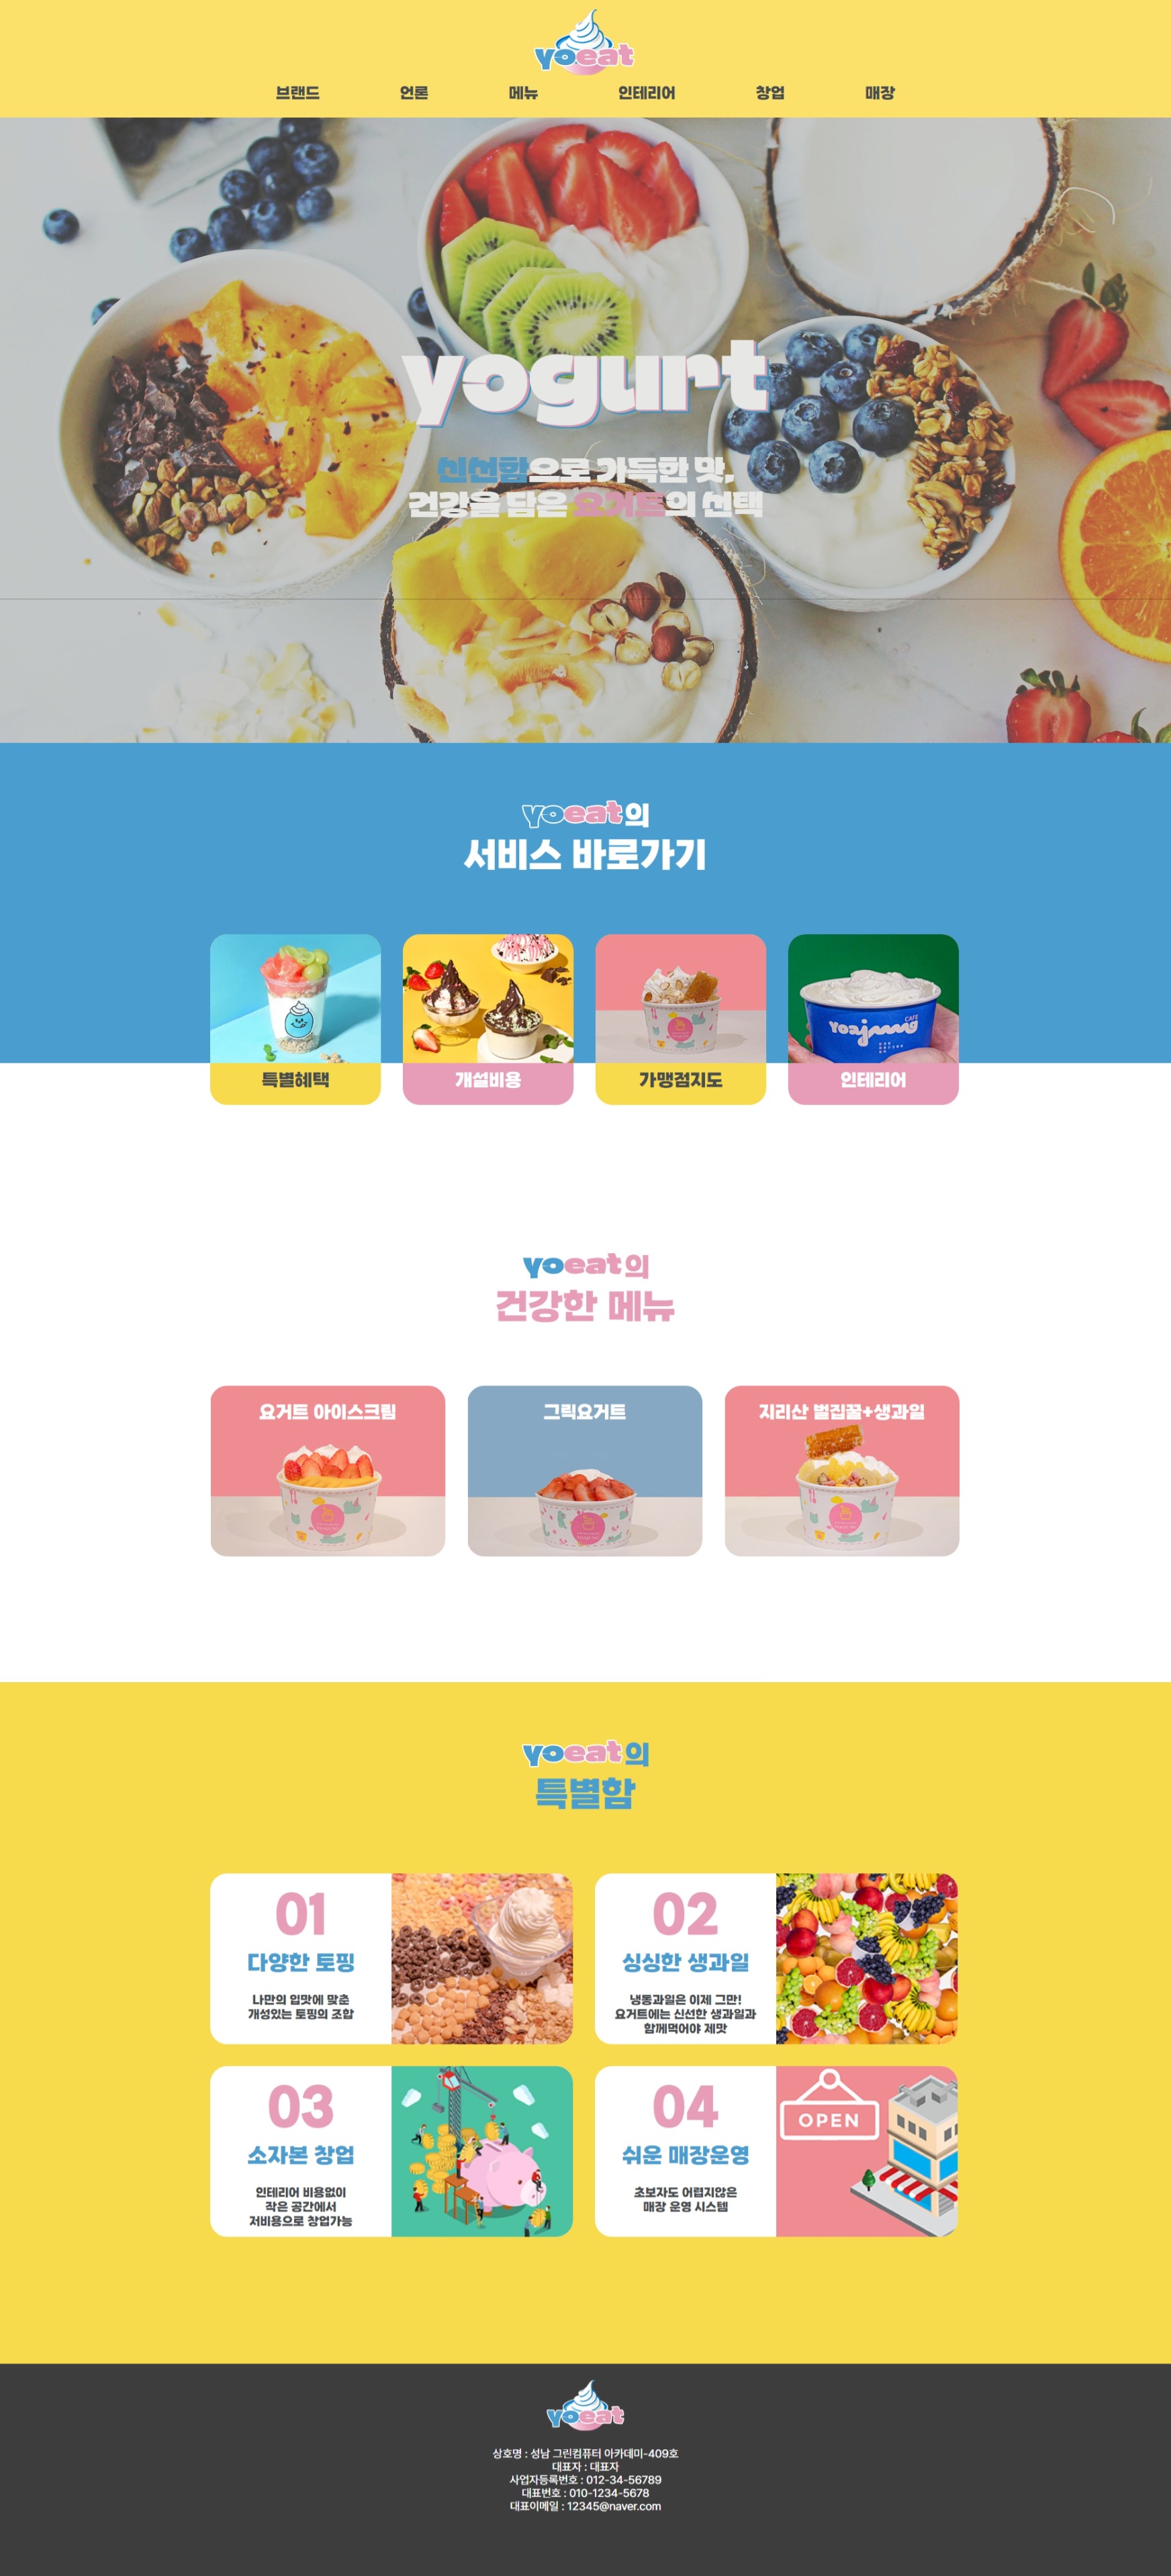 yoeat
브랜드 언론 메뉴 인테리어 창업 매장
yogurt
신선함으로 가득한 맛,
건강을 담은 요거트의 선택
yoeat의
서비스 바로가기
CAFE
특별혜택 개설비용 가맹점지도 인테리어
yoeat의
건강한 메뉴
요거트 아이스크림 그릭요거트 지리산 벌집꿀+생과일
yoeat의
특별함
01
다양한 토핑
나만의 입맛에 맞춘
개성있는 토핑의 조합
02
싱싱한 생과일
냉동과일은 이제 그만!
요거트에는 신선한 생과일과
함께먹어야 제맛
03
소자본 창업
인테리어 비용없이
작은 공간에서
저비용으로 창업가능
04
쉬운 매장운영
초보자도 어렵지않은
매장 운영 시스템
OPEN
yoeat
상호명 : 성남 그린컴퓨터 아카데미-409호
대표자 : 대표자
사업자등록번호 : 012-34-56789
대표번호 : 010-1234-5678
대표이메일 : 12345@naver.com